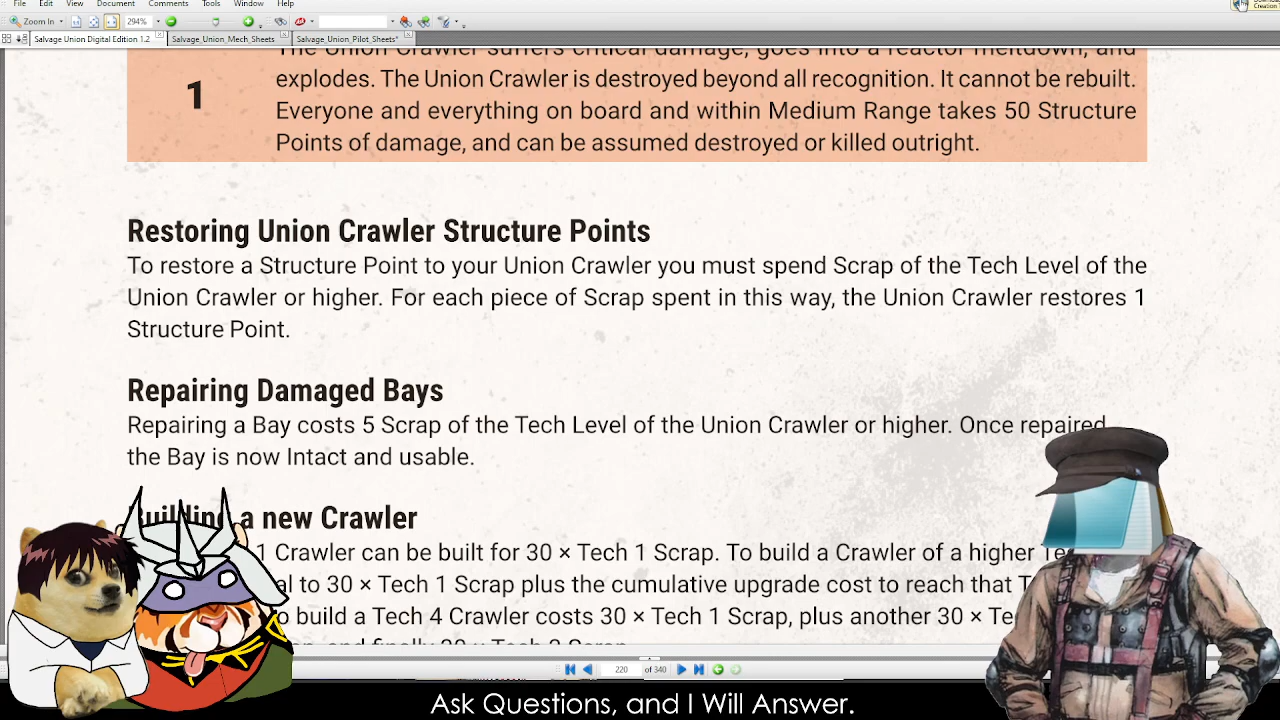 File Edit View Document Comments Tools Window Help
Zoom In 294%
Creation
Salvage Union Digital Edition 1.2 Salvage_Union_Mech_Sheets Salvage_Union_Pilot_Sheets*
The Union Crawler suffers critical damage, goes into a reactor meltdown, and
1
explodes. The Union Crawler is destroyed beyond all recognition. It cannot be rebuilt.
Everyone and everything on board and within Medium Range takes 50 Structure
Points of damage, and can be assumed destroyed or killed outright.
Restoring Union Crawler Structure Points
To restore a Structure Point to your Union Crawler you must spend Scrap of the Tech Level of the
Union Crawler or higher. For each piece of Scrap spent in this way, the Union Crawler restores 1
Structure Point.
Repairing Damaged Bays
Repairing a Bay costs 5 Scrap of the Tech Level of the Union Crawler or higher. Once repaired
the Bay is now Intact and usable.
Building a new Crawler
1 Crawler can be built for 30 × Tech 1 Scrap. To build a Crawler of a higher
al to 30 × Tech 1 Scrap plus the cumulative upgrade cost to reach that
o build a Tech 4 Crawler costs 30 × Tech 1 Scrap, plus another 30 ×
220 of 340
Ask Questions, and I Will Answer.